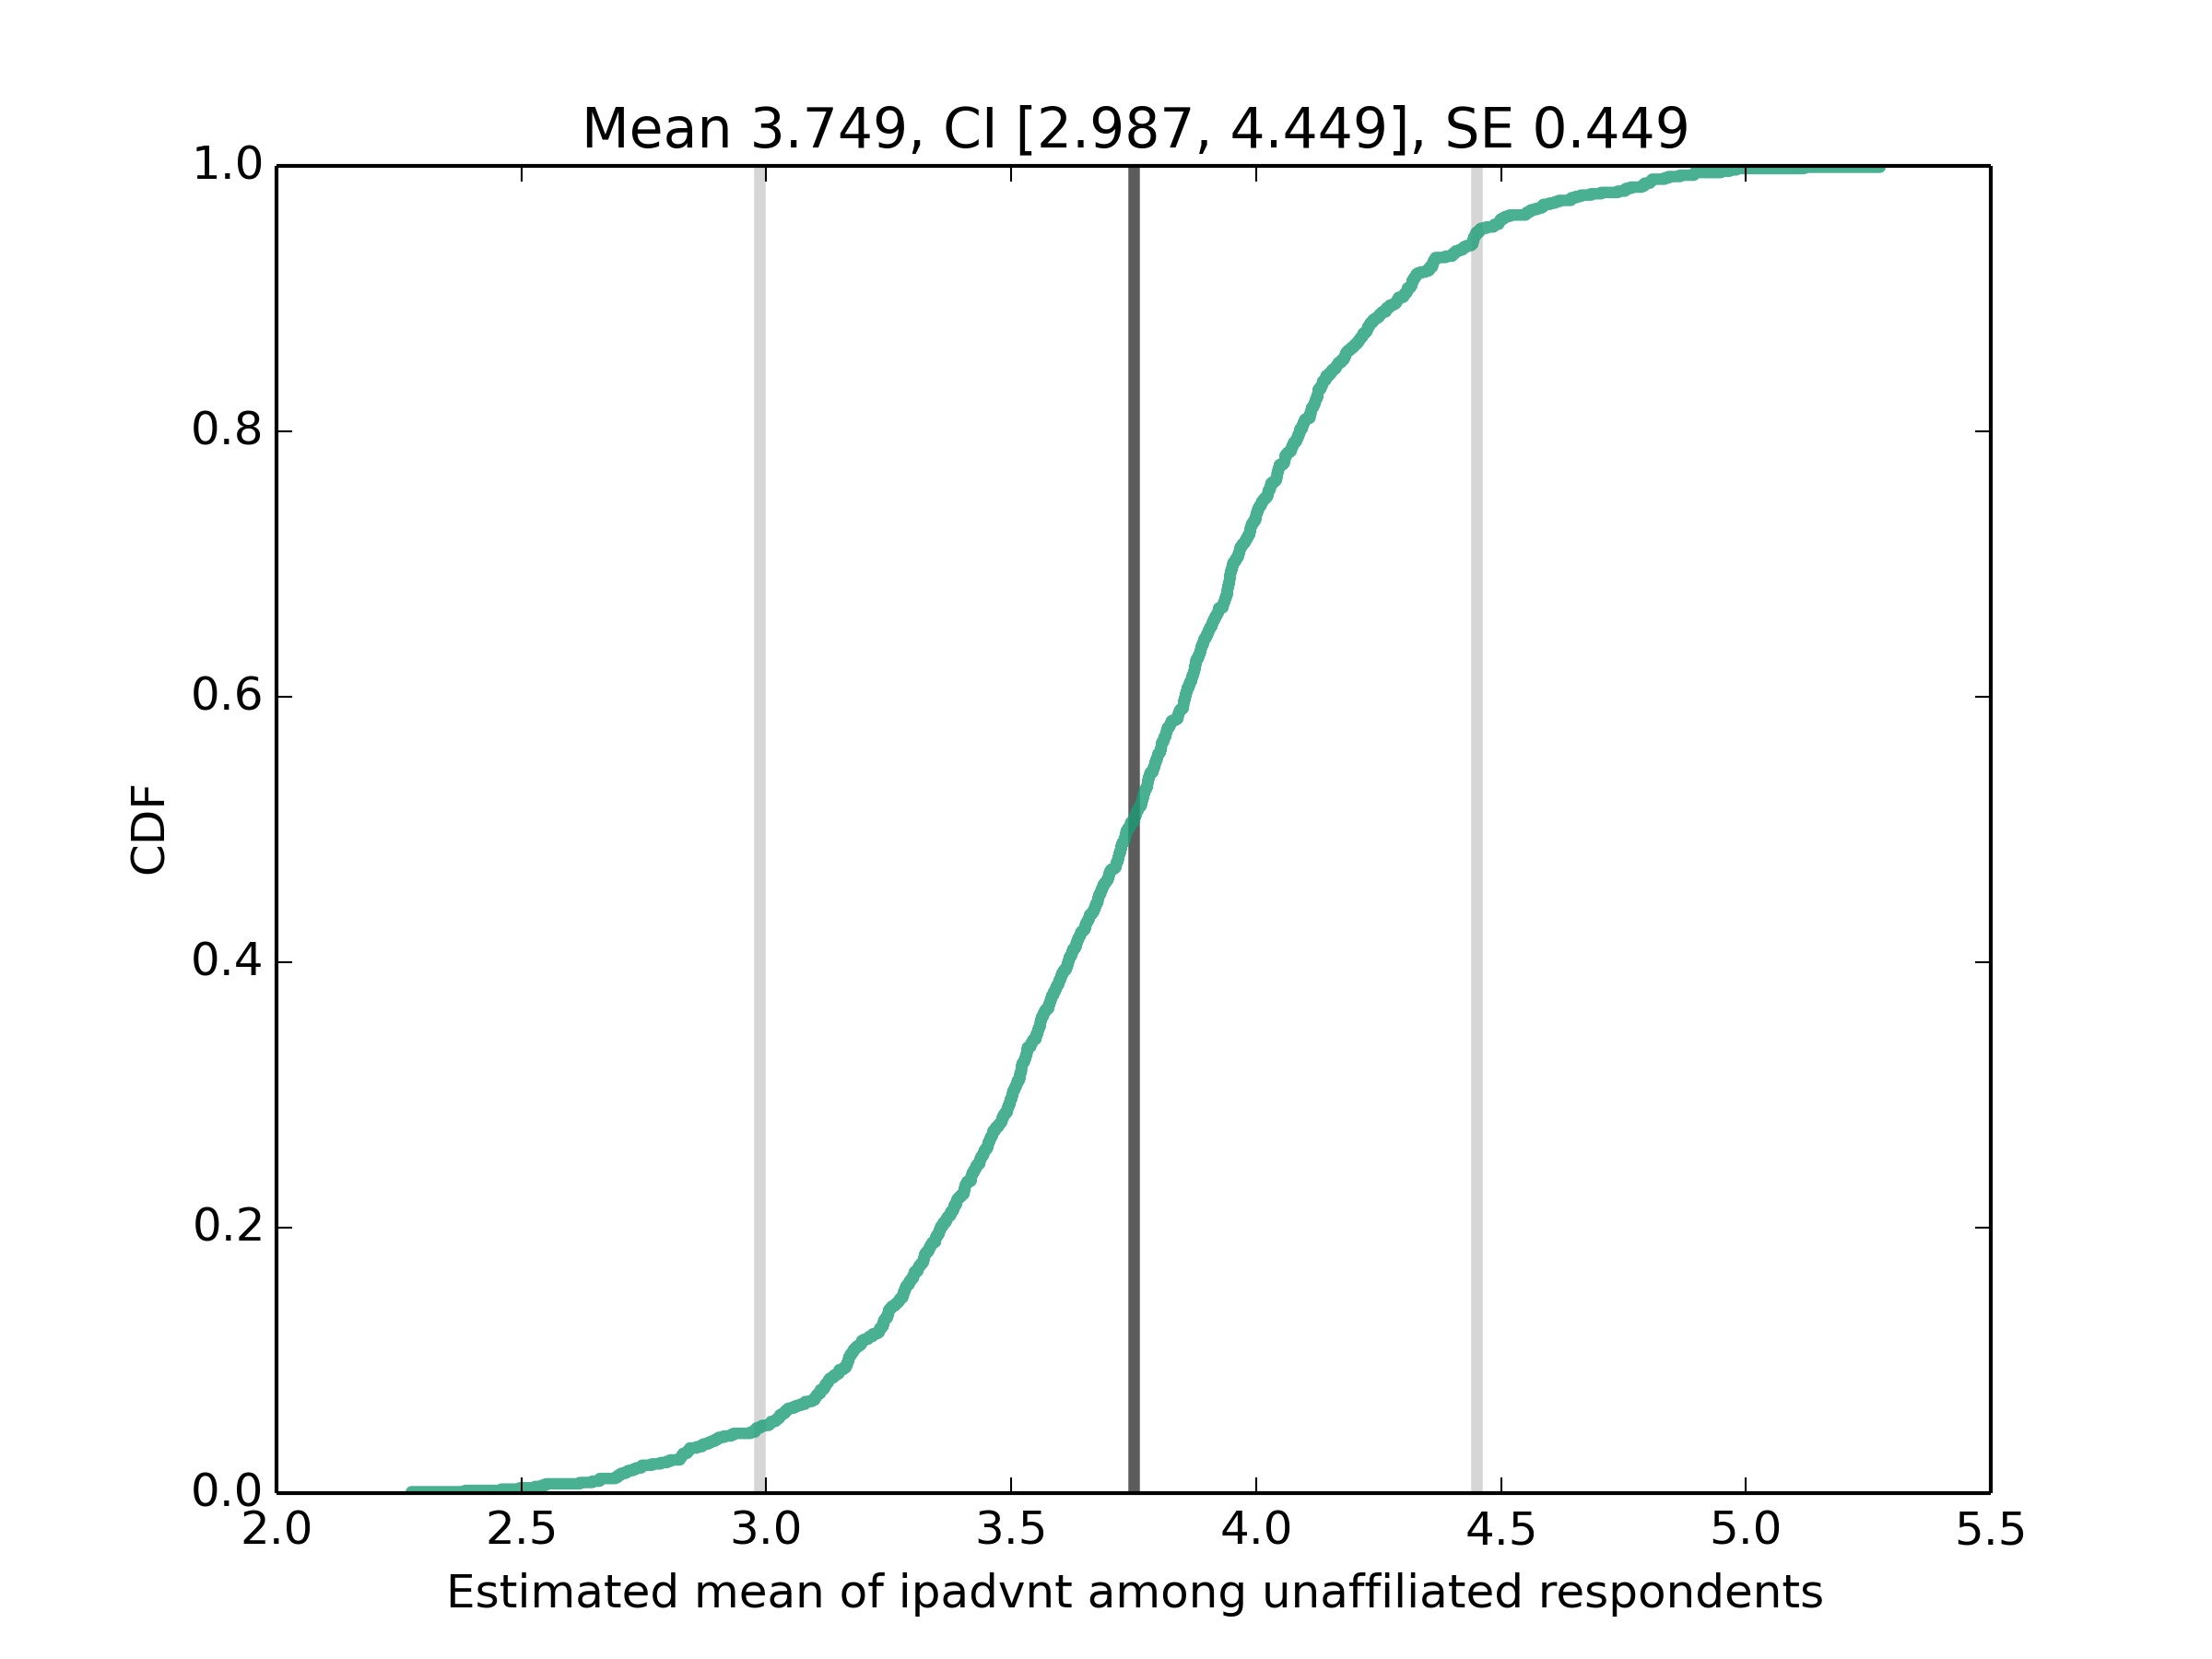 Mean 3.749, CI [2.987, 4.449], SE 0.449
1.0
0.8
0.6
0.4
0.2
0.0
CDF
2.0 2.5 3.0 3.5 4.0 4.5 5.0 5.5
Estimated mean of ipadvnt among unaffiliated respondents